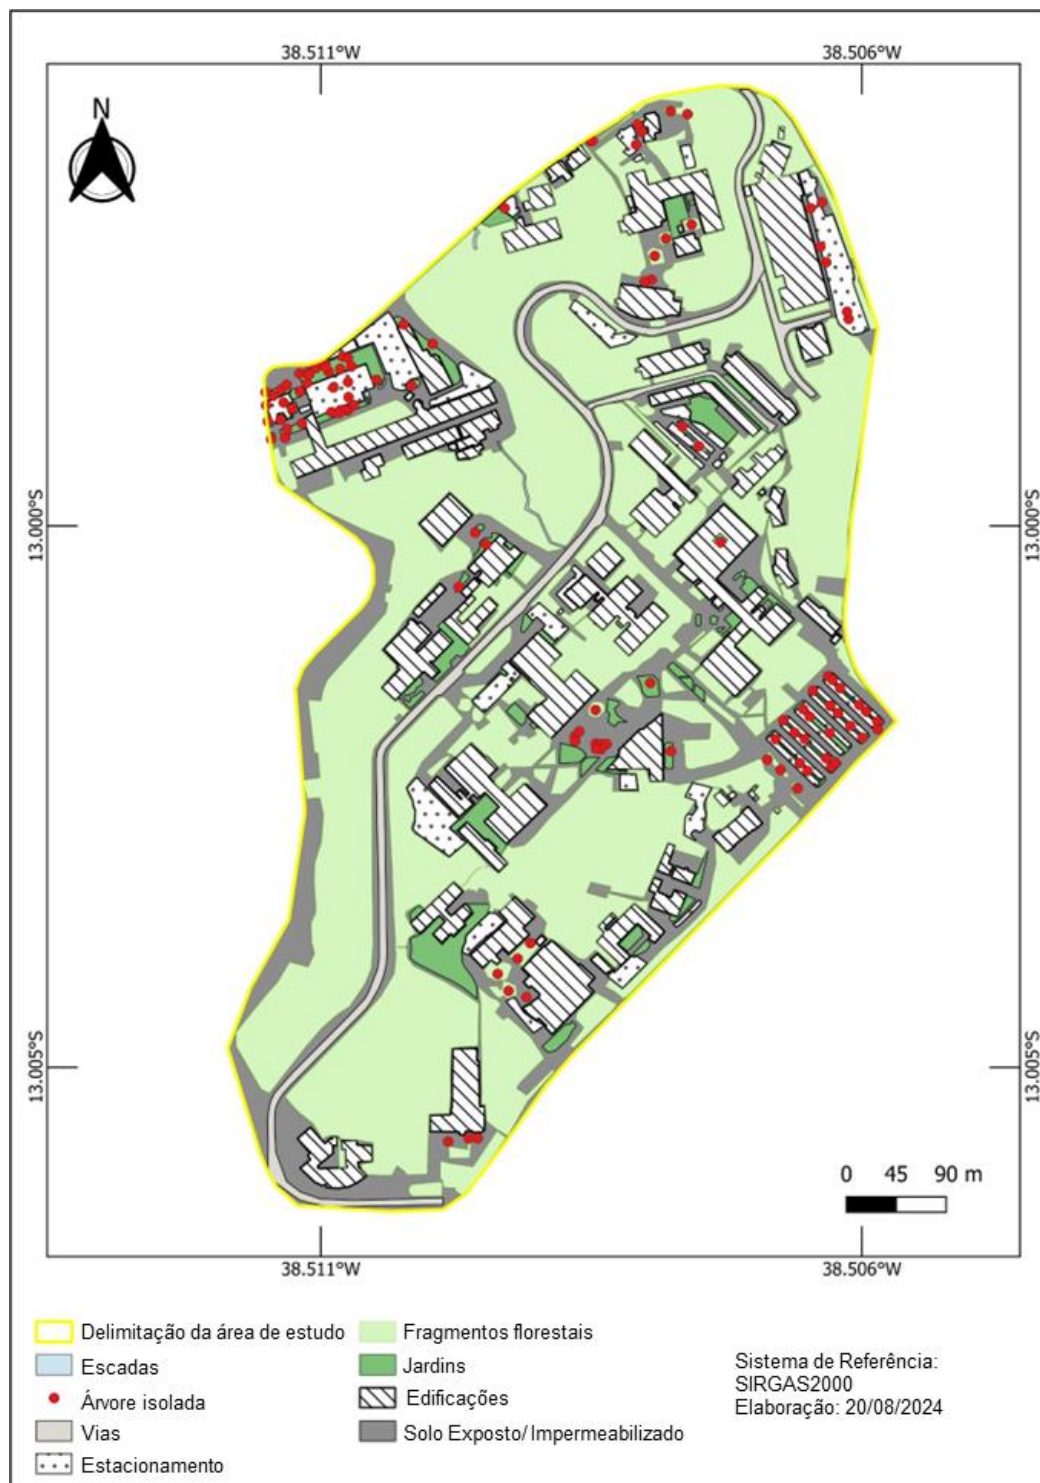 38.511°W 38.506°W
N
13.000°S 13.000°S
13.005°S 13.005°S
0 45 90 m
38.511°W 38.506°W
Delimitação da área de estudo
Escadas
Árvore isolada
Vias
Estacionamento
Fragmentos florestais
Jardins
Edificações
Solo Exposto/ Impermeabilizado
Sistema de Referência:
SIRGAS2000
Elaboração: 20/08/2024